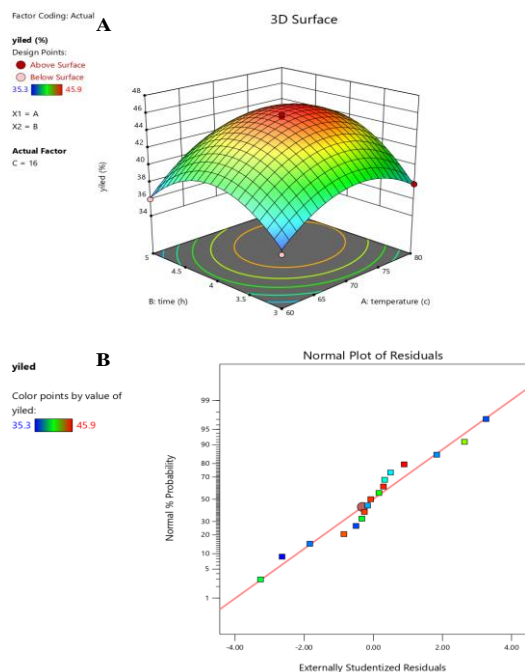 Factor Coding: Actual
A
3D Surface
yiled (%)
Design Points:
Above Surface
Below Surface
35.3 45.9
X1 = A
X2 = B
Actual Factor
C = 16
48
46
44
42
40
38
36
34
yiled (%)
5
4.5
4
3.5
3
B: time (h)
80
75
70
65
60
A: temperature (c)
B
yiled
Normal Plot of Residuals
Color points by value of
yiled:
35.3 45.9
99
95
90
80
70
50
30
20
10
5
1
Normal % Probability
-4.00 -2.00 0.00 2.00 4.00
Externally Studentized Residuals